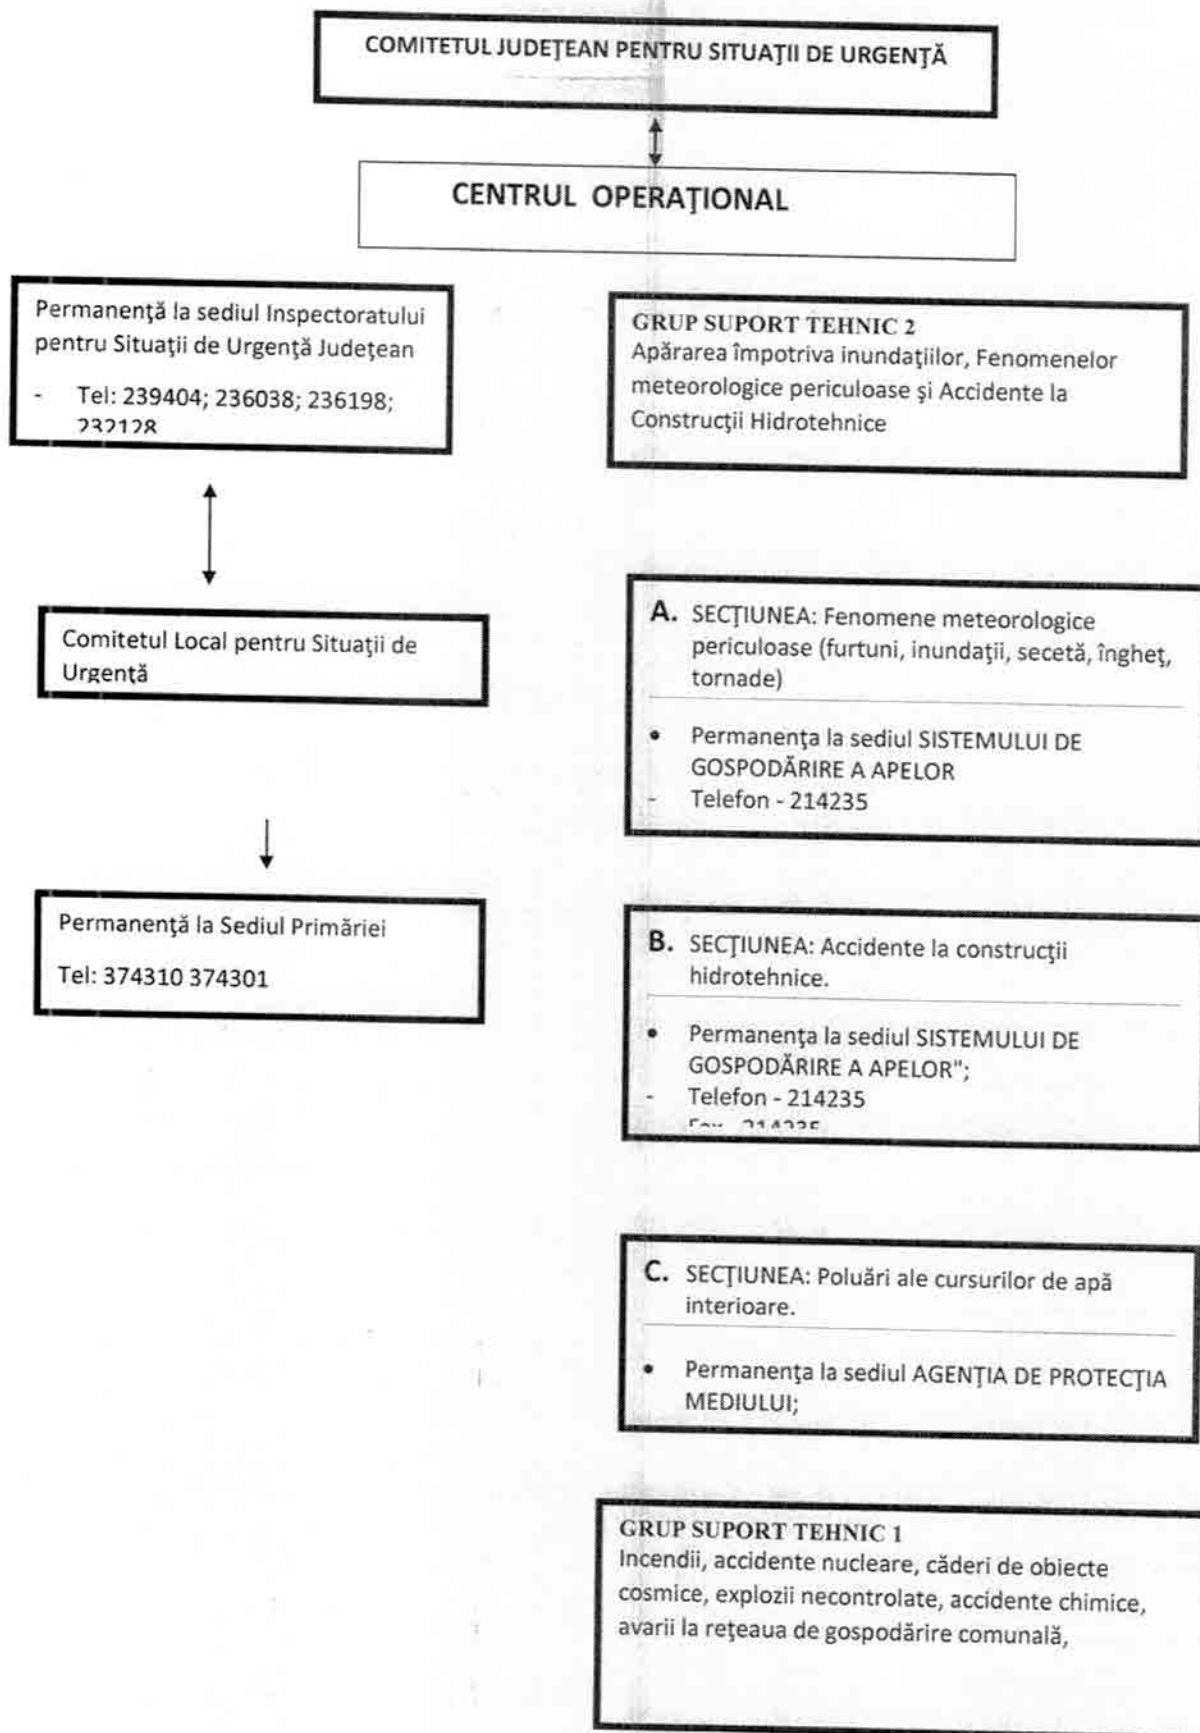 COMITETUL JUDEŢEAN PENTRU SITUAŢII DE URGENŢĂ
CENTRUL OPERAŢIONAL
Permanenţă la sediul Inspectoratului
pentru Situaţii de Urgenţă Judeţean
- Tel: 239404; 236038; 236198;
232128
Comitetul Local pentru Situaţii de
Urgenţă
Permanenţă la Sediul Primăriei
Tel: 374310 374301
GRUP SUPORT TEHNIC 2
Apărarea împotriva inundaţiilor, Fenomenelor
meteorologice periculoase şi Accidente la
Construcţii Hidrotehnice
A. SECŢIUNEA: Fenomene meteorologice
periculoase (furtuni, inundaţii, secetă, îngheţ,
tornade)
• Permanenţa la sediul SISTEMULUI DE
GOSPODĂRIRE A APELOR
- Telefon - 214235
B. SECŢIUNEA: Accidente la construcţii
hidrotehnice.
• Permanenţa la sediul SISTEMULUI DE
GOSPODĂRIRE A APELOR";
- Telefon - 214235
C. SECŢIUNEA: Poluări ale cursurilor de apă
interioare.
• Permanenţa la sediul AGENŢIA DE PROTECŢIA
MEDIULUI;
GRUP SUPORT TEHNIC 1
Incendii, accidente nucleare, căderi de obiecte
cosmice, explozii necontrolate, accidente chimice,
avarii la reţeaua de gospodărire comunală,